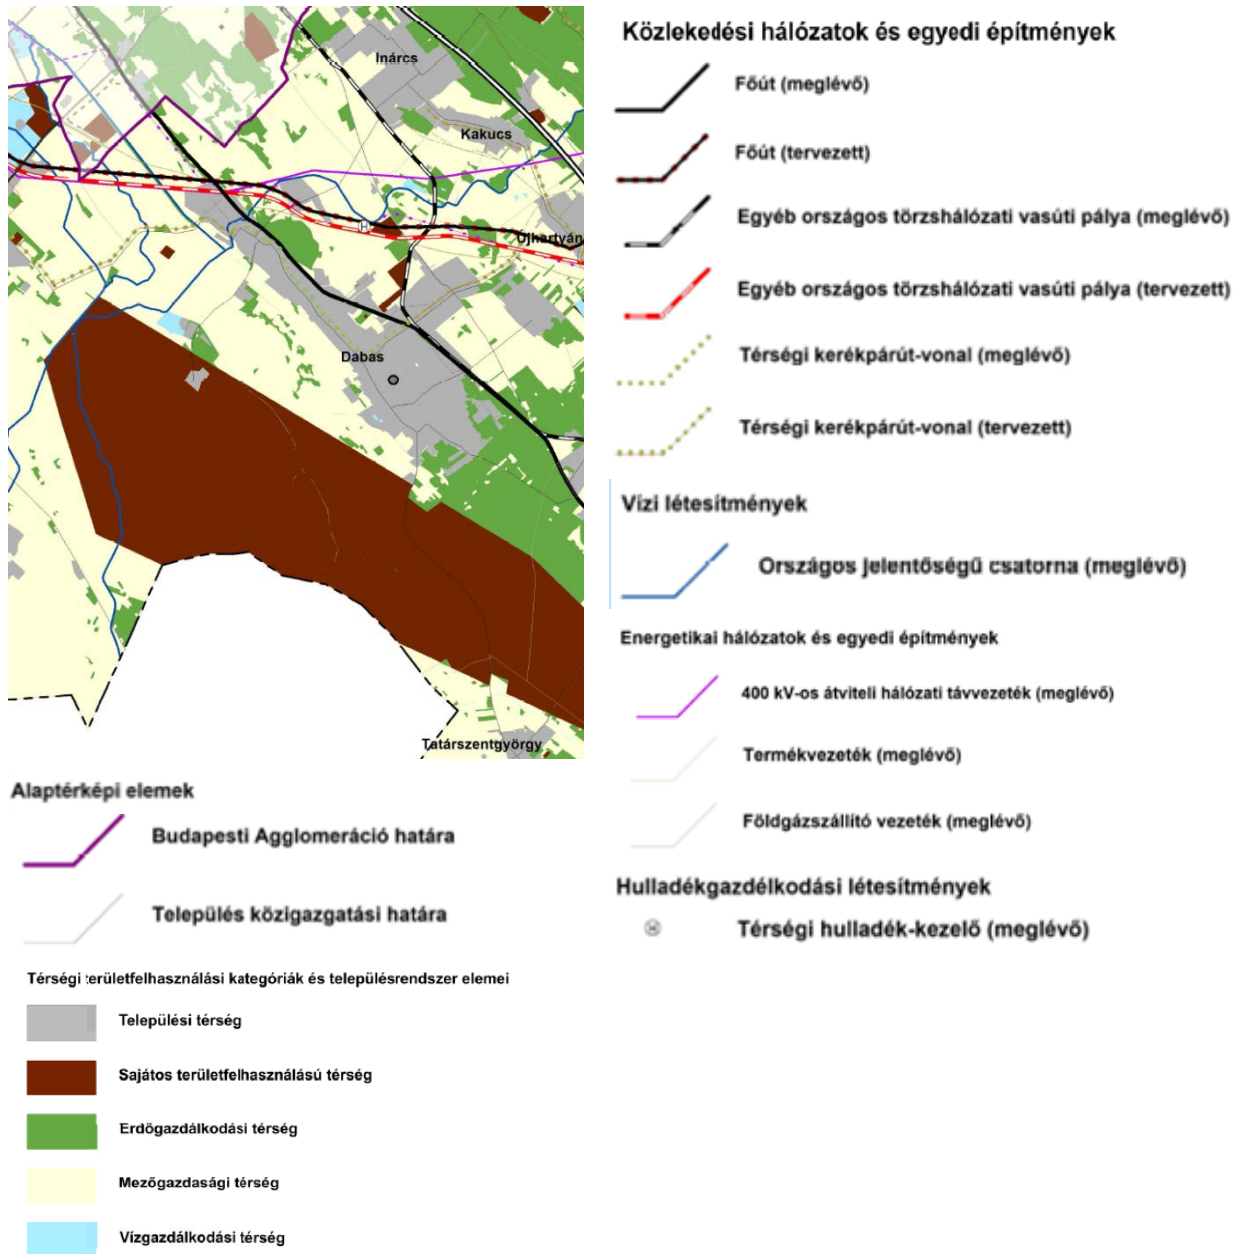 Inárcs
Kakucs
Újhartyán
Dabas
Tatárszentgyörgy
H
Alaptérképi elemek
Budapesti Agglomeráció határa
Település közigazgatási határa
Térségi területfelhasználási kategóriák és településrendszer elemei
Települési térség
Sajátos területfelhasználású térség
Erdőgazdálkodási térség
Mezőgazdasági térség
Vízgazdálkodási térség
Közlekedési hálózatok és egyedi építmények
Főút (meglévő)
Főút (tervezett)
Egyéb országos törzshálózati vasúti pálya (meglévő)
Egyéb országos törzshálózati vasúti pálya (tervezett)
Térségi kerékpárút-vonal (meglévő)
Térségi kerékpárút-vonal (tervezett)
Vízi létesítmények
Országos jelentőségű csatorna (meglévő)
Energetikai hálózatok és egyedi építmények
400 kV-os átviteli hálózati távvezeték (meglévő)
Termékvezeték (meglévő)
Földgázszállító vezeték (meglévő)
Hulladékgazdélkodási létesítmények
H Térségi hulladék-kezelő (meglévő)